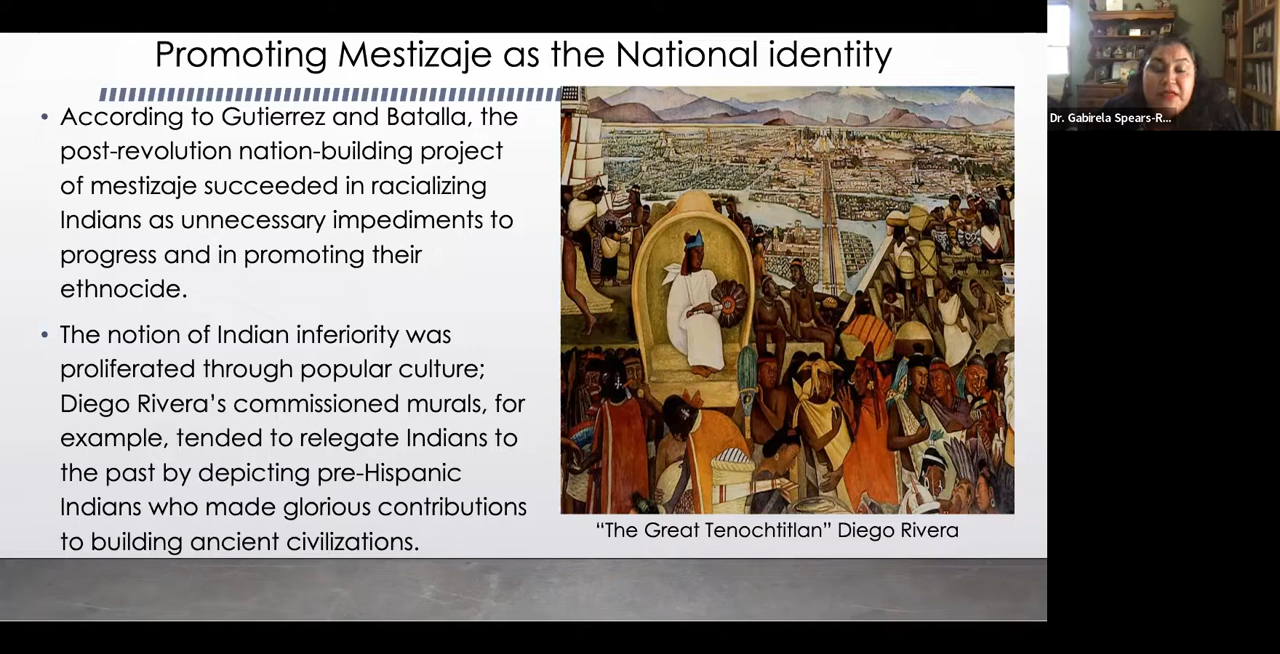 Promoting Mestizaje as the National identity
• According to Gutierrez and Batalla, the
post-revolution nation-building project
of mestizaje succeeded in racializing
Indians as unnecessary impediments to
progress and in promoting their
ethnocide.
• The notion of Indian inferiority was
proliferated through popular culture;
Diego Rivera’s commissioned murals, for
example, tended to relegate Indians to
the past by depicting pre-Hispanic
Indians who made glorious contributions
to building ancient civilizations.
“The Great Tenochtitlan” Diego Rivera
Dr. Gabirela Spears-R...